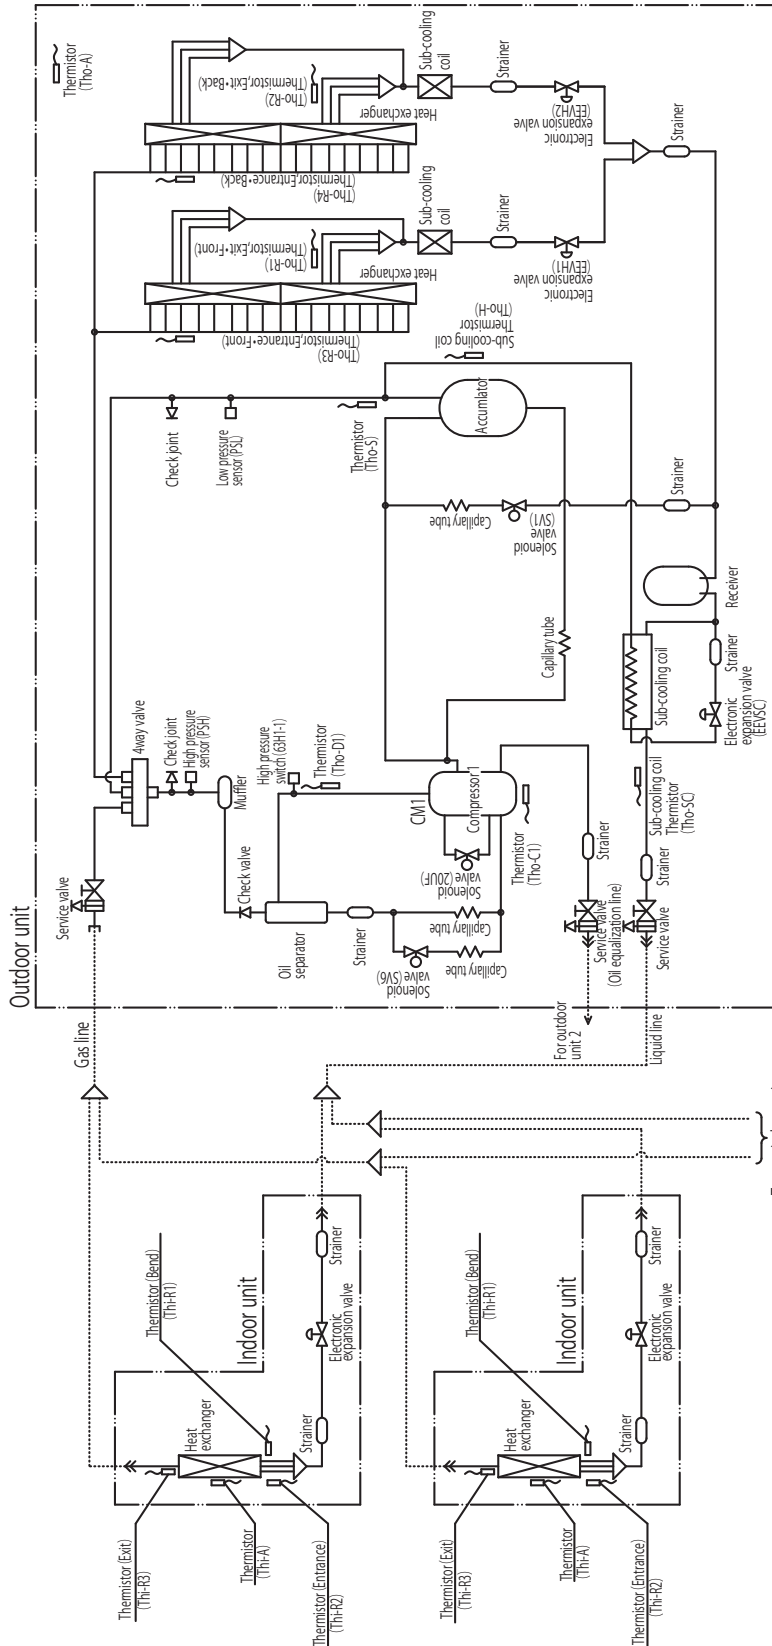 Outdoor unit
Thermistor
(Tho-A)
(Tho-R2)
(Thermistor,Exit•Back)
Heat exchanger
Sub-cooling
coil
Strainer
Electronic
expansion valve
(EEVH2)
Strainer
(Tho-R4)
(Thermistor,Entrance•Back)
(Tho-R1)
(Thermistor,Exit•Front)
Heat exchanger
Sub-cooling
coil
Strainer
Electronic
expansion valve
(EEVH1)
(Tho-R3)
(Thermistor,Entrance•Front)
Sub-cooling coil
Thermistor
(Tho-H)
Check joint
Low pressure
sensor (PSL)
Thermistor
(Tho-S)
Accumlator
Capillary tube
Solenoid
valve
(SV1)
Strainer
Receiver
Capillary tube
Sub-cooling coil
Strainer
Electronic
expansion valve
(EEVSC)
4way valve
Check joint
High pressure
sensor (PSH)
Muffler
High pressure
switch (63H1-1)
Thermistor
(Tho-D1)
CM1
Compressor 1
Thermistor
(Tho-C1)
Solenoid
valve (20UF)
Sub-cooling coil
Thermistor
(Tho-SC)
Service valve
Check valve
Oil
separator
Strainer
Solenoid
valve (SV6)
Capillary tube
Capillary tube
Strainer
Service valve
(Oil equalization line)
Strainer
Service valve
Gas line
For outdoor
unit 2
Liquid line
Indoor unit
Thermistor (Bend)
(Thi-R1)
Strainer
Electronic
expansion valve
Heat
exchanger
Strainer
Thermistor (Exit)
(Thi-R3)
Thermistor
(Thi-A)
Thermistor (Entrance)
(Thi-R2)
Indoor unit
Thermistor (Bend)
(Thi-R1)
Strainer
Electronic
expansion valve
Heat
exchanger
Strainer
Thermistor (Exit)
(Thi-R3)
Thermistor
(Thi-A)
Thermistor (Entrance)
(Thi-R2)